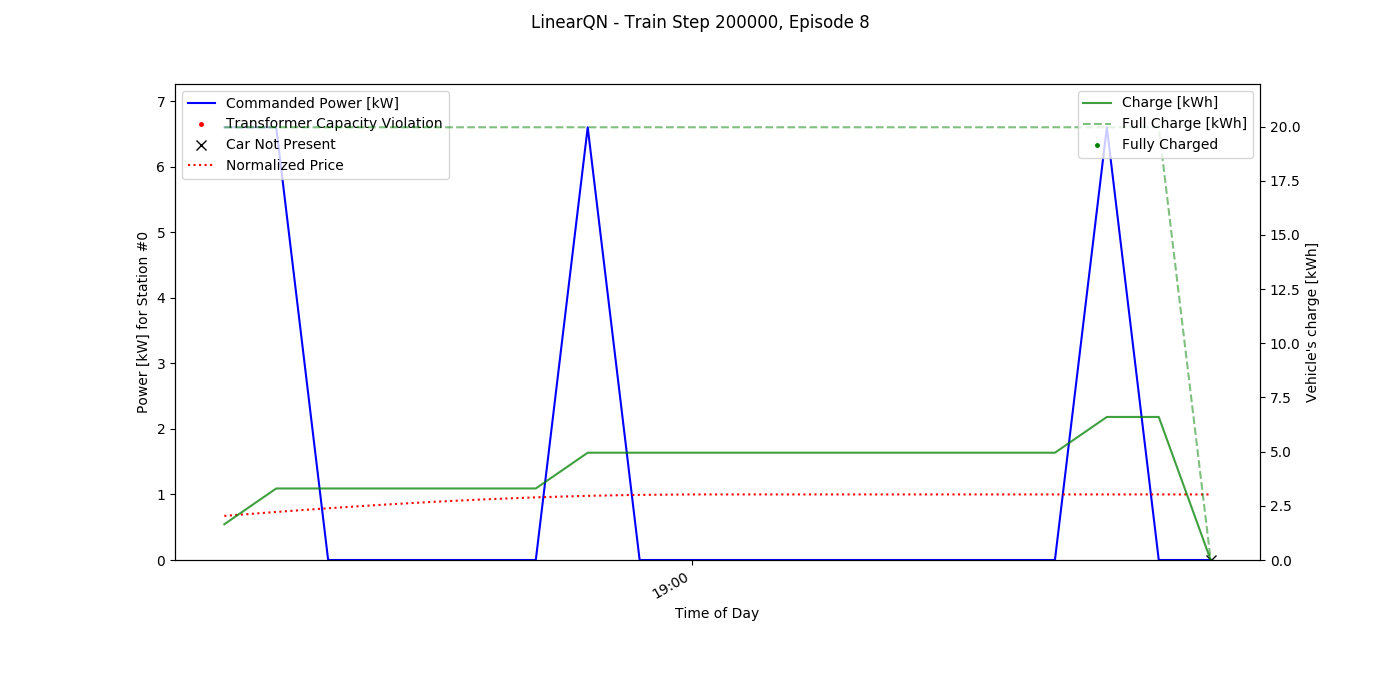 LinearQN - Train Step 200000, Episode 8
Commanded Power [kW]
Transformer Capacity Violation
Car Not Present
Normalized Price
Charge [kWh]
Full Charge [kWh]
Fully Charged
7
6
5
4
3
2
1
0
Power [kW] for Station #0
20.0
17.5
15.0
12.5
10.0
7.5
5.0
2.5
0.0
Vehicle's charge [kWh]
19:00
Time of Day